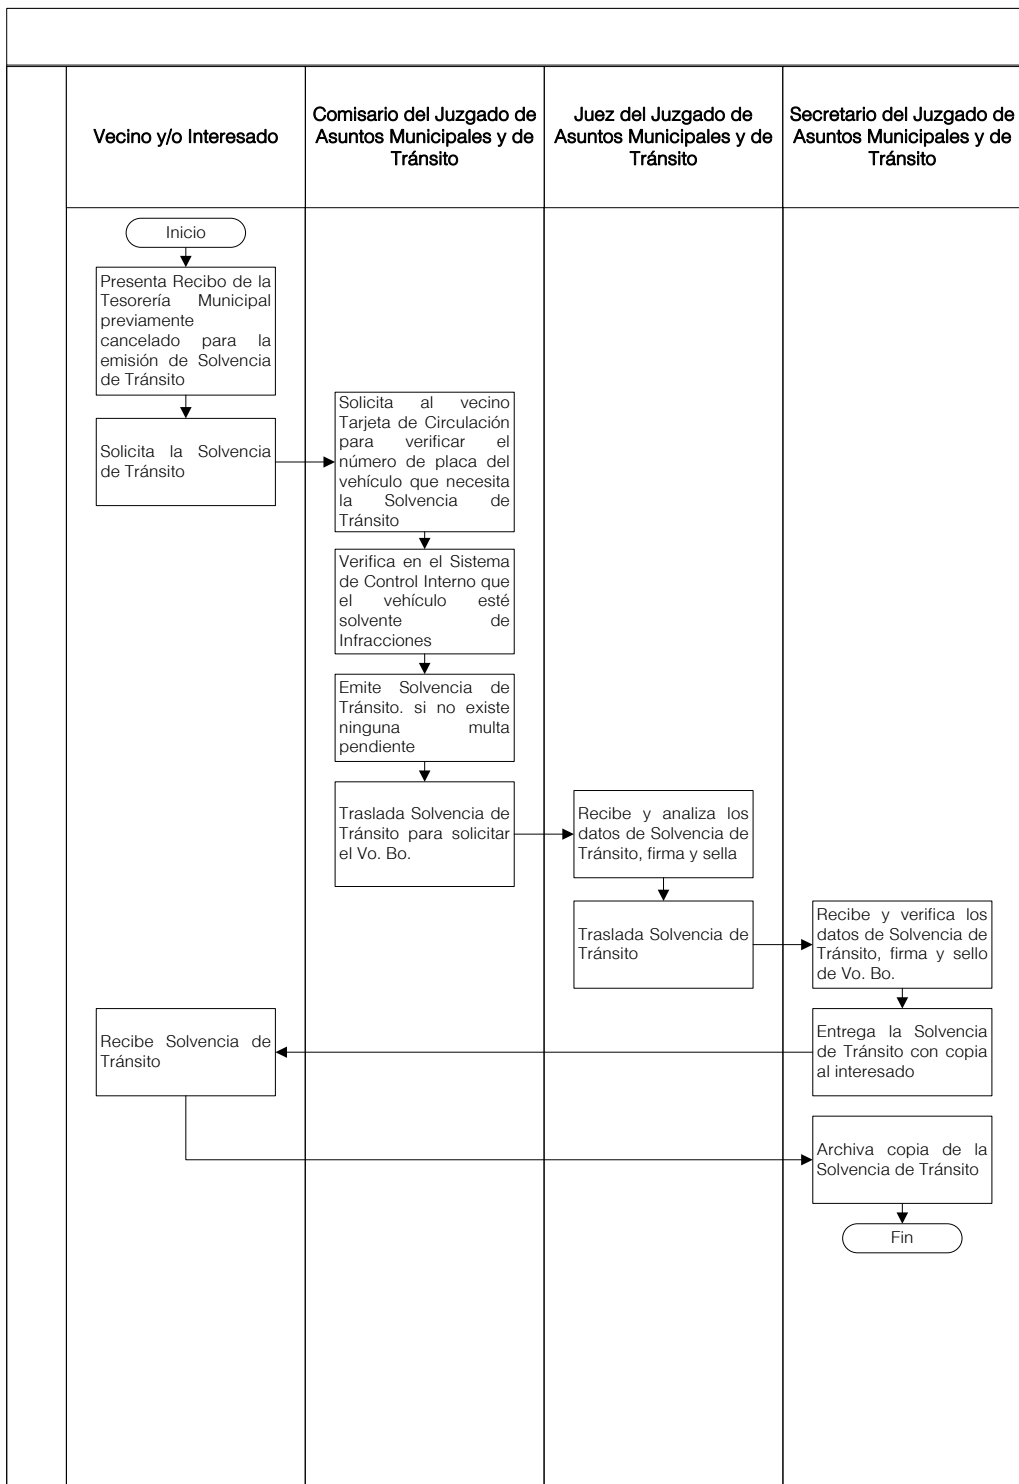 Vecino y/o Interesado
Comisario del Juzgado de
Asuntos Municipales y de
Tránsito
Juez del Juzgado de
Asuntos Municipales y de
Tránsito
Secretario del Juzgado de
Asuntos Municipales y de
Tránsito
Inicio
Presenta Recibo de la
Tesorería Municipal
previamente
cancelado para la
emisión de Solvencia
de Tránsito
Solicita la Solvencia
de Tránsito
Solicita al vecino
Tarjeta de Circulación
para verificar el
número de placa del
vehículo que necesita
la Solvencia de
Tránsito
Verifica en el Sistema
de Control Interno que
el vehículo esté
solvente de
Infracciones
Emite Solvencia de
Tránsito. si no existe
ninguna multa
pendiente
Traslada Solvencia de
Tránsito para solicitar
el Vo. Bo.
Recibe y analiza los
datos de Solvencia de
Tránsito, firma y sella
Traslada Solvencia de
Tránsito
Recibe y verifica los
datos de Solvencia de
Tránsito, firma y sello
de Vo. Bo.
Entrega la Solvencia
de Tránsito con copia
al interesado
Recibe Solvencia de
Tránsito
Archiva copia de la
Solvencia de Tránsito
Fin